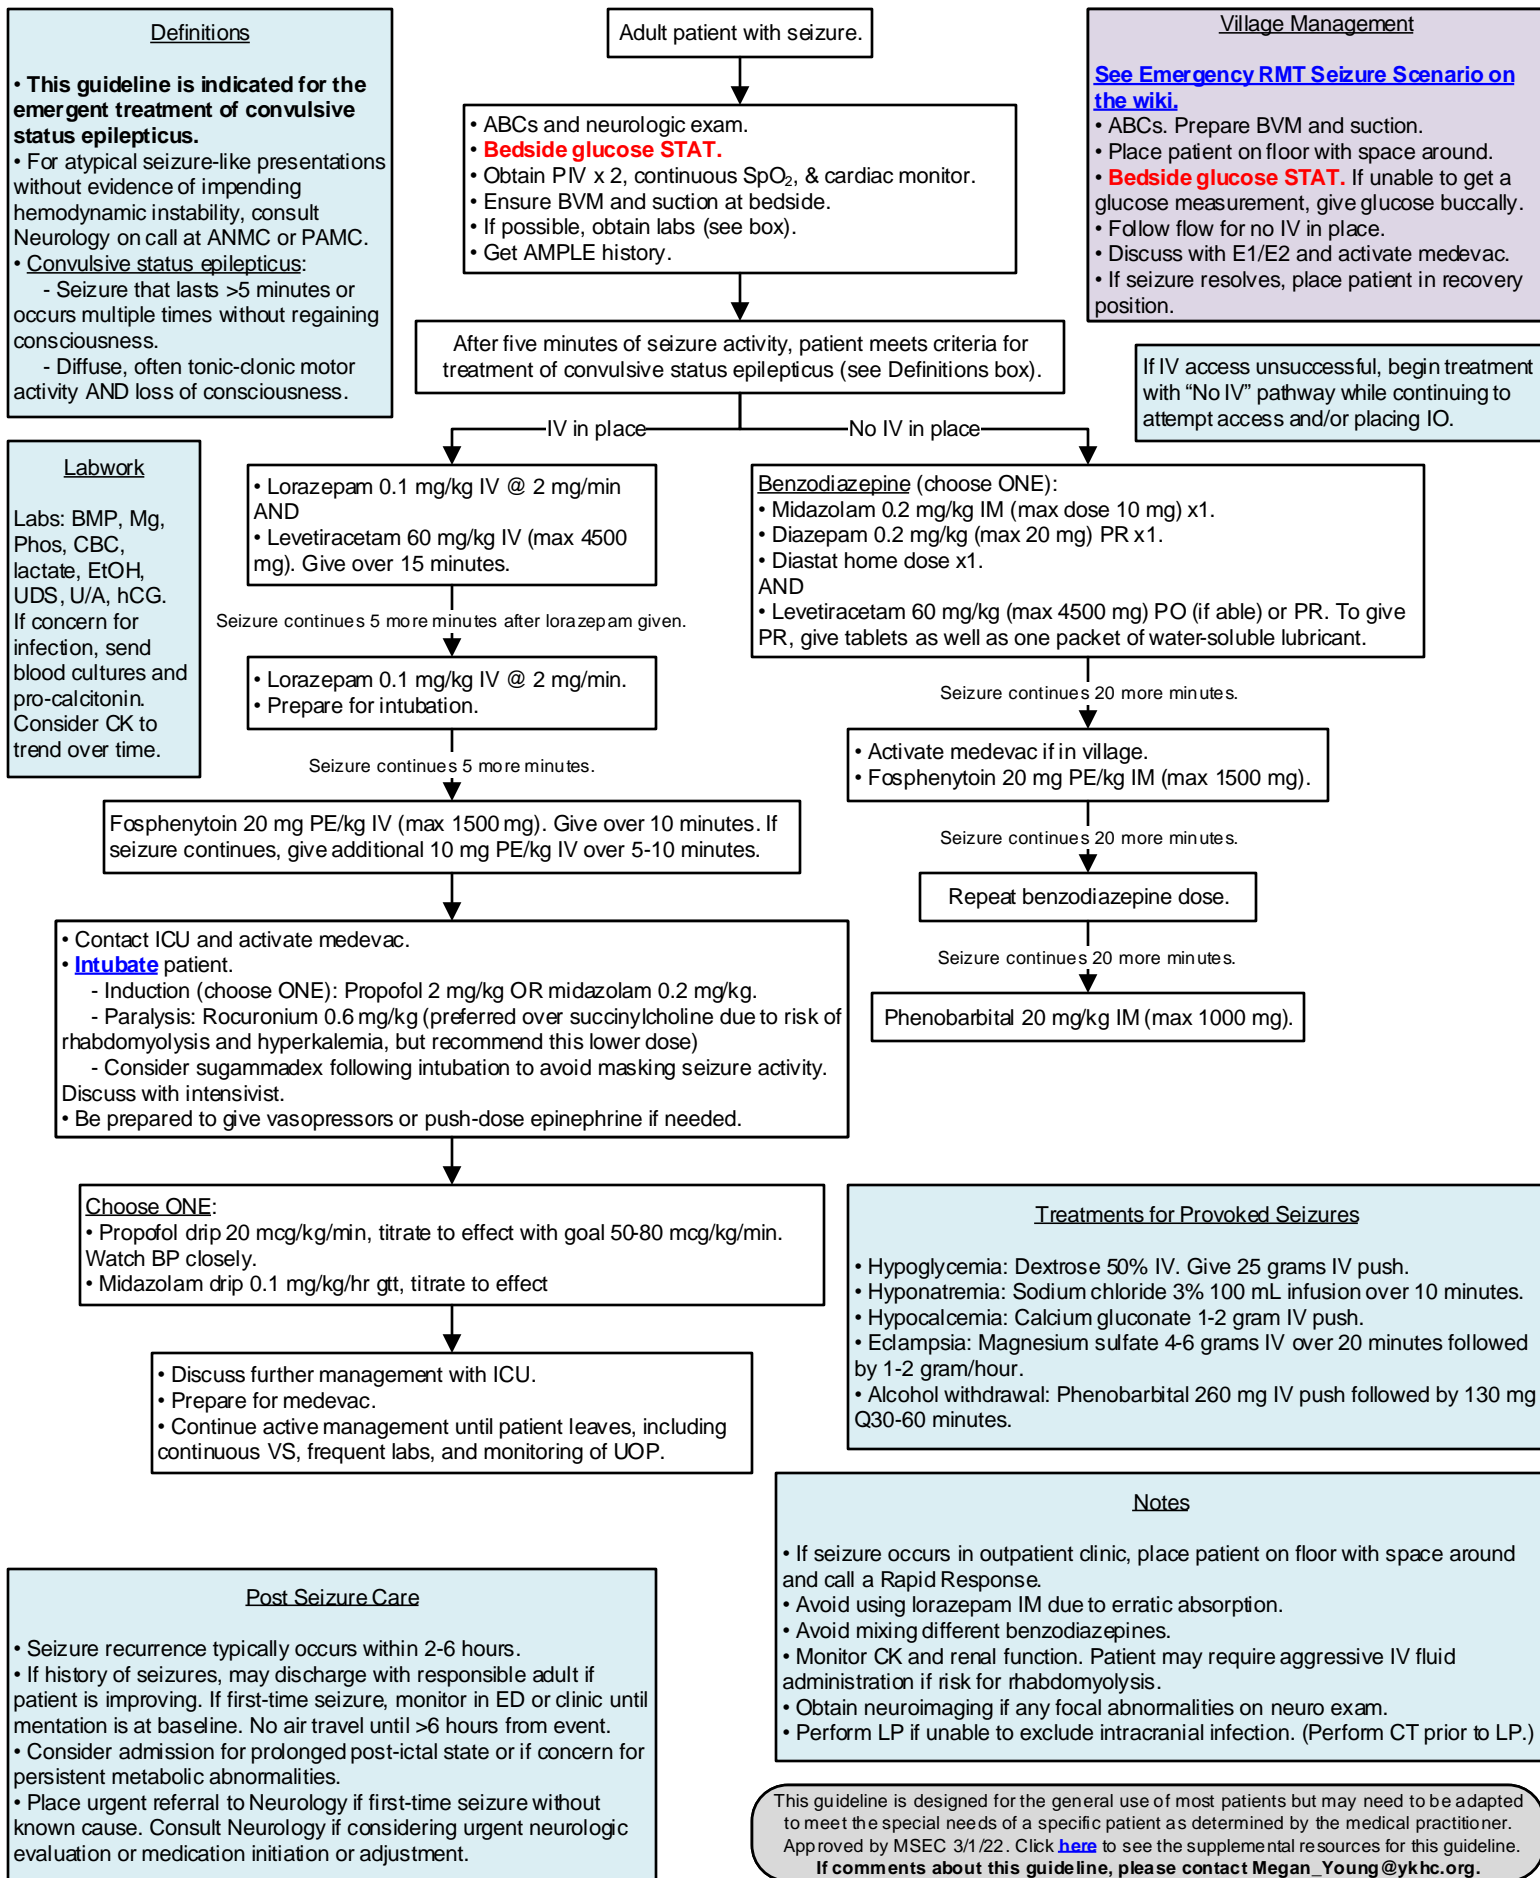 Definitions
• This guideline is indicated for the
emergent treatment of convulsive
status epilepticus.
• For atypical seizure-like presentations
without evidence of impending
hemodynamic instability, consult
Neurology on call at ANMC or PAMC.
• Convulsive status epilepticus:
- Seizure that lasts >5 minutes or
occurs multiple times without regaining
consciousness.
- Diffuse, often tonic-clonic motor
activity AND loss of consciousness.
Adult patient with seizure.
• ABCs and neurologic exam.
• Bedside glucose STAT.
• Obtain PIV x 2, continuous SpO₂, & cardiac monitor.
• Ensure BVM and suction at bedside.
• If possible, obtain labs (see box).
• Get AMPLE history.
Village Management
See Emergency RMT Seizure Scenario on
the wiki.
• ABCs. Prepare BVM and suction.
• Place patient on floor with space around.
• Bedside glucose STAT. If unable to get a
glucose measurement, give glucose buccally.
• Follow flow for no IV in place.
• Discuss with E1/E2 and activate medevac.
• If seizure resolves, place patient in recovery
position.
After five minutes of seizure activity, patient meets criteria for
treatment of convulsive status epilepticus (see Definitions box).
If IV access unsuccessful, begin treatment
with “No IV” pathway while continuing to
attempt access and/or placing IO.
IV in place
No IV in place
Labwork
Labs: BMP, Mg,
Phos, CBC,
lactate, EtOH,
UDS, U/A, hCG.
If concern for
infection, send
blood cultures and
pro-calcitonin.
Consider CK to
trend over time.
• Lorazepam 0.1 mg/kg IV @ 2 mg/min
AND
• Levetiracetam 60 mg/kg IV (max 4500
mg). Give over 15 minutes.
Seizure continues 5 more minutes after lorazepam given.
• Lorazepam 0.1 mg/kg IV @ 2 mg/min.
• Prepare for intubation.
Seizure continues 5 more minutes.
Fosphenytoin 20 mg PE/kg IV (max 1500 mg). Give over 10 minutes. If
seizure continues, give additional 10 mg PE/kg IV over 5-10 minutes.
• Contact ICU and activate medevac.
• Intubate patient.
- Induction (choose ONE): Propofol 2 mg/kg OR midazolam 0.2 mg/kg.
- Paralysis: Rocuronium 0.6 mg/kg (preferred over succinylcholine due to risk of
rhabdomyolysis and hyperkalemia, but recommend this lower dose)
- Consider sugammadex following intubation to avoid masking seizure activity.
Discuss with intensivist.
• Be prepared to give vasopressors or push-dose epinephrine if needed.
Choose ONE:
• Propofol drip 20 mcg/kg/min, titrate to effect with goal 50-80 mcg/kg/min.
Watch BP closely.
• Midazolam drip 0.1 mg/kg/hr gtt, titrate to effect
• Discuss further management with ICU.
• Prepare for medevac.
• Continue active management until patient leaves, including
continuous VS, frequent labs, and monitoring of UOP.
Benzodiazepine (choose ONE):
• Midazolam 0.2 mg/kg IM (max dose 10 mg) x1.
• Diazepam 0.2 mg/kg (max 20 mg) PR x1.
• Diastat home dose x1.
AND
• Levetiracetam 60 mg/kg (max 4500 mg) PO (if able) or PR. To give
PR, give tablets as well as one packet of water-soluble lubricant.
Seizure continues 20 more minutes.
• Activate medevac if in village.
• Fosphenytoin 20 mg PE/kg IM (max 1500 mg).
Seizure continues 20 more minutes.
Repeat benzodiazepine dose.
Seizure continues 20 more minutes.
Phenobarbital 20 mg/kg IM (max 1000 mg).
Treatments for Provoked Seizures
• Hypoglycemia: Dextrose 50% IV. Give 25 grams IV push.
• Hyponatremia: Sodium chloride 3% 100 mL infusion over 10 minutes.
• Hypocalcemia: Calcium gluconate 1-2 gram IV push.
• Eclampsia: Magnesium sulfate 4-6 grams IV over 20 minutes followed
by 1-2 gram/hour.
• Alcohol withdrawal: Phenobarbital 260 mg IV push followed by 130 mg
Q30-60 minutes.
Notes
• If seizure occurs in outpatient clinic, place patient on floor with space around
and call a Rapid Response.
• Avoid using lorazepam IM due to erratic absorption.
• Avoid mixing different benzodiazepines.
• Monitor CK and renal function. Patient may require aggressive IV fluid
administration if risk for rhabdomyolysis.
• Obtain neuroimaging if any focal abnormalities on neuro exam.
• Perform LP if unable to exclude intracranial infection. (Perform CT prior to LP.)
Post Seizure Care
• Seizure recurrence typically occurs within 2-6 hours.
• If history of seizures, may discharge with responsible adult if
patient is improving. If first-time seizure, monitor in ED or clinic until
mentation is at baseline. No air travel until >6 hours from event.
• Consider admission for prolonged post-ictal state or if concern for
persistent metabolic abnormalities.
• Place urgent referral to Neurology if first-time seizure without
known cause. Consult Neurology if considering urgent neurologic
evaluation or medication initiation or adjustment.
This guideline is designed for the general use of most patients but may need to be adapted
to meet the special needs of a specific patient as determined by the medical practitioner.
Approved by MSEC 3/1/22. Click here to see the supplemental resources for this guideline.
If comments about this guideline, please contact Megan_Young@ykhc.org.